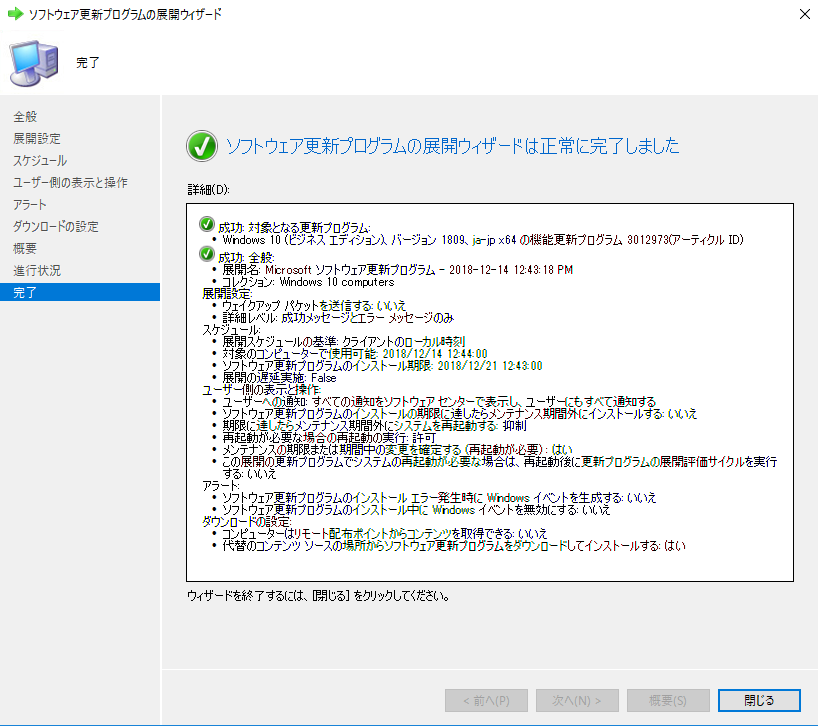 ソフトウェア更新プログラムの展開ウィザード
完了
全般
展開設定
スケジュール
ユーザー側の表示と操作
アラート
ダウンロードの設定
概要
進行状況
完了
ソフトウェア更新プログラムの展開ウィザードは正常に完了しました
詳細(D):
成功: 対象となる更新プログラム:
• Windows 10 (ビジネス エディション)、バージョン 1809、ja-jp x64 の機能更新プログラム 3012973(アーティクル ID)
成功: 全般:
• 展開名: Microsoft ソフトウェア更新プログラム - 2018-12-14 12:43:18 PM
• コレクション: Windows 10 computers
展開設定:
• ウェイクアップ パケットを送信する: いいえ
• 詳細レベル: 成功メッセージとエラー メッセージのみ
スケジュール:
• 展開スケジュールの基準: クライアントのローカル時刻
• 対象のコンピューターで使用可能: 2018/12/14 12:44:00
• ソフトウェア更新プログラムのインストール期限: 2018/12/21 12:43:00
• 展開の遅延実施: False
ユーザー側の表示と操作:
• ユーザーへの通知: すべての通知をソフトウェア センターで表示し、ユーザーにもすべて通知する
• ソフトウェア更新プログラムのインストールの期限に達したらメンテナンス期間外にインストールする: いいえ
• 期限に達したらメンテナンス期間外にシステムを再起動する: 抑制
• 再起動が必要な場合の再起動の実行: 許可
• メンテナンスの期限または期間中の変更を確定する (再起動が必要): はい
• この展開の更新プログラムでシステムの再起動が必要な場合は、再起動後に更新プログラムの展開評価サイクルを実行
する: いいえ
アラート:
• ソフトウェア更新プログラムのインストール エラー発生時に Windows イベントを生成する: いいえ
• ソフトウェア更新プログラムのインストール中に Windows イベントを無効にする: いいえ
ダウンロードの設定:
• コンピューターはリモート配布ポイントからコンテンツを取得できる: いいえ
• 代替のコンテンツ ソースの場所からソフトウェア更新プログラムをダウンロードしてインストールする: はい
ウィザードを終了するには、[閉じる] をクリックしてください。
< 前へ(P)
次へ(N) >
概要(S)
閉じる